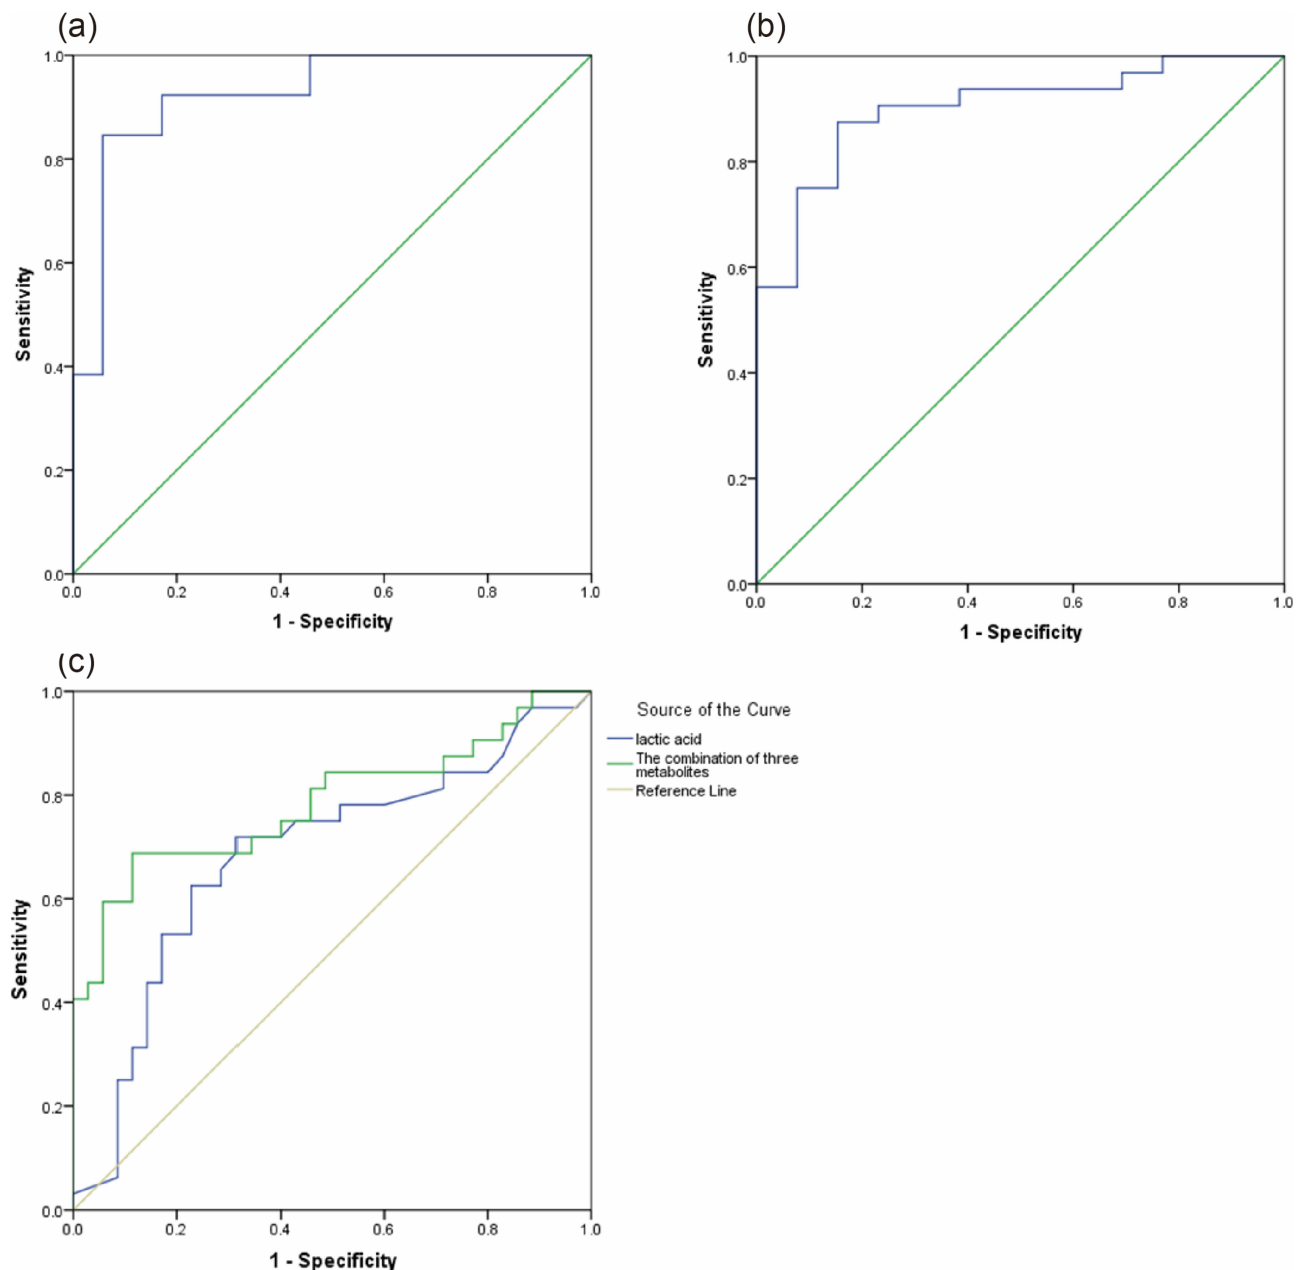 (a)
1.0
0.8
0.6
0.4
0.2
0.0
0.0 0.2 0.4 0.6 0.8 1.0
Sensitivity
1 - Specificity
(b)
1.0
0.8
0.6
0.4
0.2
0.0
0.0 0.2 0.4 0.6 0.8 1.0
Sensitivity
1 - Specificity
(c)
1.0
0.8
0.6
0.4
0.2
0.0
0.0 0.2 0.4 0.6 0.8 1.0
Sensitivity
1 - Specificity
Source of the Curve
lactic acid
The combination of three
metabolites
Reference Line